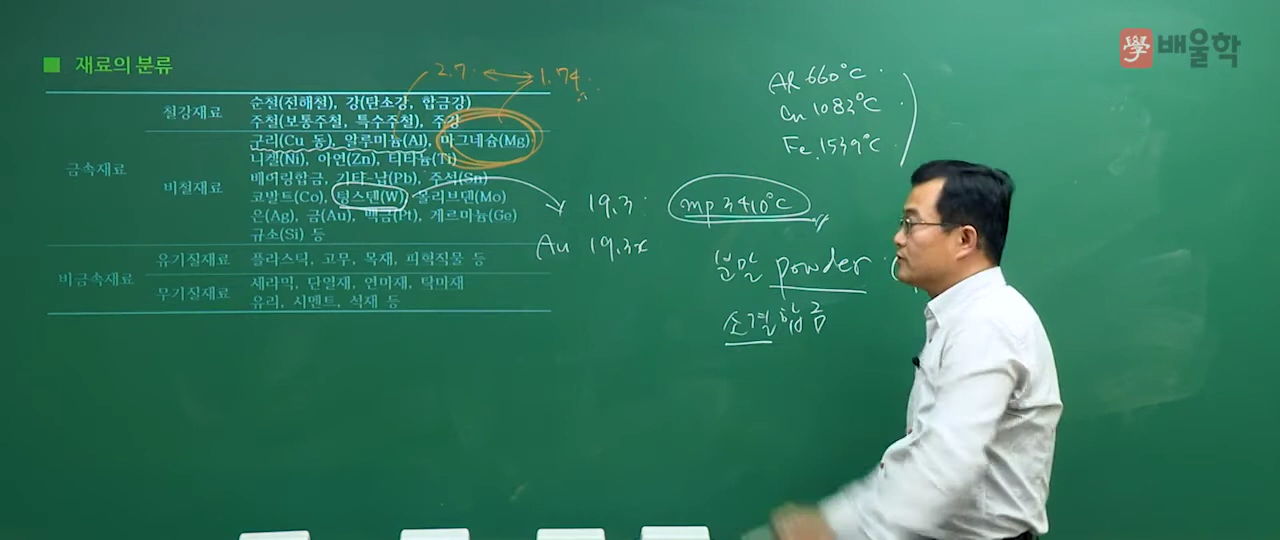 學 배울학
재료의 분류
2.7 1.74
금속재료
철강재료
순철(전해철), 강(탄소강, 합금강)
주철(보통주철, 특수주철), 주강
비철재료
구리(Cu 동), 알루미늄(Al), 마그네슘(Mg)
니켈(Ni), 아연(Zn), 티타늄(Ti)
베어링합금, 기타-납(Pb), 주석(Sn)
코발트(Co), 텅스텐(W), 몰리브덴(Mo)
은(Ag), 금(Au), 백금(Pt), 게르마늄(Ge)
규소(Si) 등
비금속재료
유기질재료
플라스틱, 고무, 목재, 피혁직물 등
무기질재료
세라믹, 단열재, 연마재, 탁마재
유리, 시멘트, 석재 등
Al 660°C
Cu 1083°C
Fe 1539°C
19.3 mp 3410°C
Au 19.3
분말 powder
소결합금